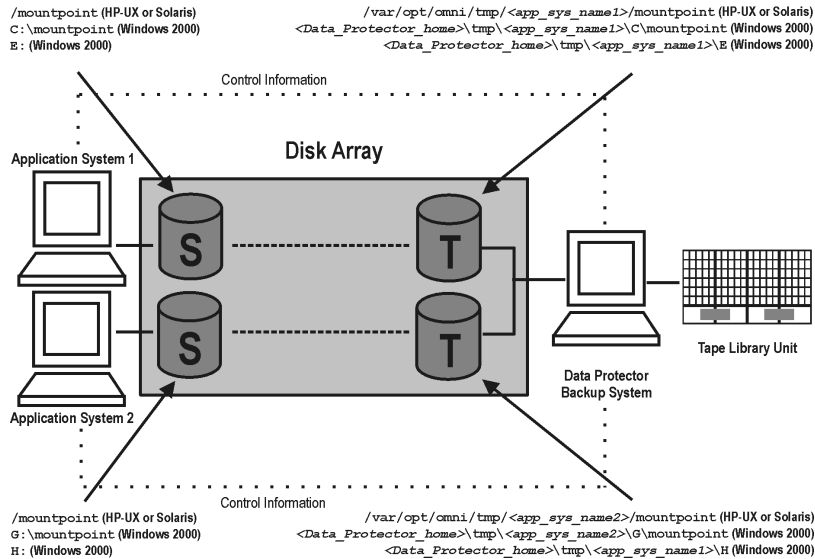 /mountpoint (HP-UX or Solaris)
C:\mountpoint (Windows 2000)
E: (Windows 2000)
/var/opt/omni/tmp/<app_sys_name1>/mountpoint (HP-UX or Solaris)
<Data_Protector_home>\tmp\<app_sys_name1>\C\mountpoint (Windows 2000)
<Data_Protector_home>\tmp\<app_sys_name1>\E (Windows 2000)
Control Information
Application System 1
Disk Array
S
T
S
T
Tape Library Unit
Data Protector
Backup System
Application System 2
Control Information
/mountpoint (HP-UX or Solaris)
G:\mountpoint (Windows 2000)
H: (Windows 2000)
/var/opt/omni/tmp/<app_sys_name2>/mountpoint (HP-UX or Solaris)
<Data_Protector_home>\tmp\<app_sys_name2>\G\mountpoint (Windows 2000)
<Data_Protector_home>\tmp\<app_sys_name1>\H (Windows 2000)